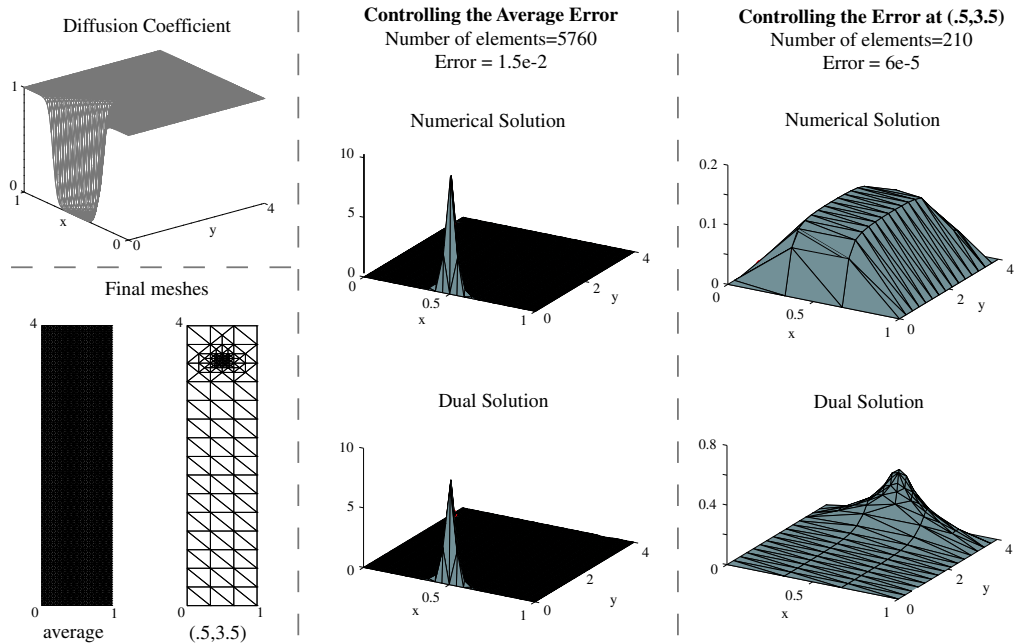 Diffusion Coefficient
1
0
1
x
0
0
y
4
Final meshes
4
0
1
average
4
0
1
(.5,3.5)
Controlling the Average Error
Number of elements=5760
Error = 1.5e-2
Numerical Solution
10
5
0
0
0.5
x
1
0
2
y
4
Dual Solution
10
5
0
0
0.5
x
1
0
2
y
4
Controlling the Error at (.5,3.5)
Number of elements=210
Error = 6e-5
Numerical Solution
0.2
0.1
0
0
0.5
x
1
0
2
y
4
Dual Solution
0.8
0.4
0
0
0.5
x
1
0
2
y
4